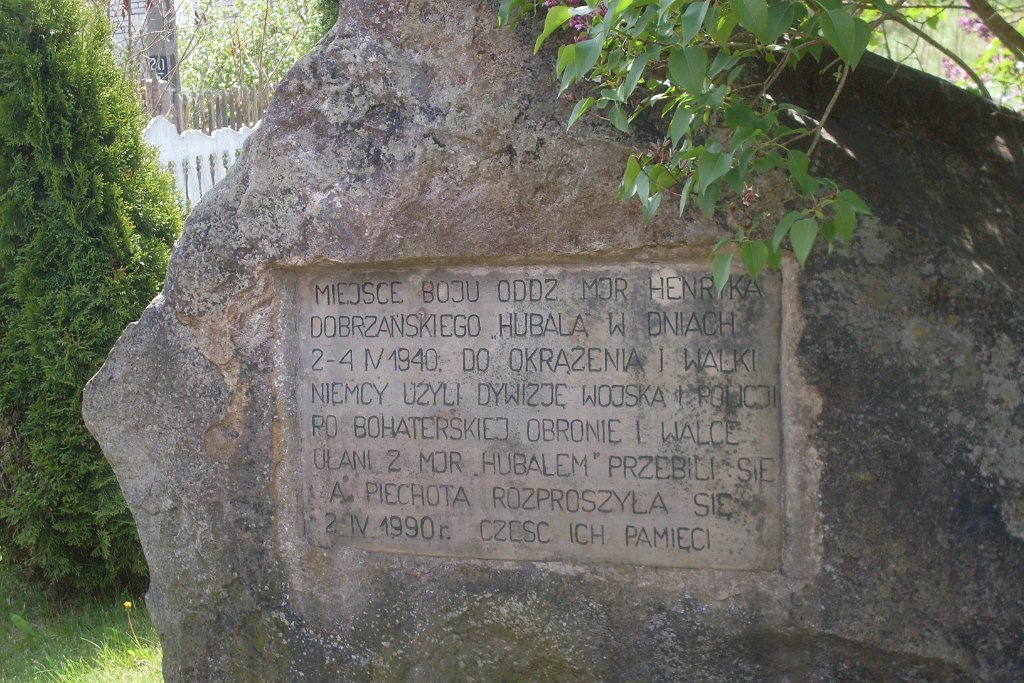 20
MIEJSCE BOJU ODDZ. MJR HENRYKA
DOBRZAŃSKIEGO „HUBALA" W DNIACH
2-4 IV 1940. DO OKRĄŻENIA I WALKI
NIEMCY UŻYLI DYWIZJĘ WOJSKA I POLICJI
PO BOHATERSKIEJ OBRONIE I WALCE
UŁANI Z MJR „HUBALEM" PRZEBILI SIĘ
A PIECHOTA ROZPROSZYŁA SIĘ
2. IV 1990 r. CZEŚĆ ICH PAMIĘCI